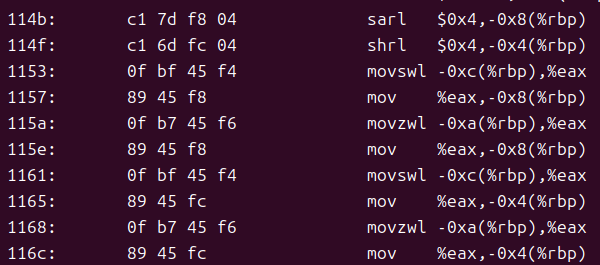 114b: c1 7d f8 04 sarl $0x4,-0x8(%rbp)
114f: c1 6d fc 04 shrl $0x4,-0x4(%rbp)
1153: 0f bf 45 f4 movswl -0xc(%rbp),%eax
1157: 89 45 f8 mov %eax,-0x8(%rbp)
115a: 0f b7 45 f6 movzwl -0xa(%rbp),%eax
115e: 89 45 f8 mov %eax,-0x8(%rbp)
1161: 0f bf 45 f4 movswl -0xc(%rbp),%eax
1165: 89 45 fc mov %eax,-0x4(%rbp)
1168: 0f b7 45 f6 movzwl -0xa(%rbp),%eax
116c: 89 45 fc mov %eax,-0x4(%rbp)